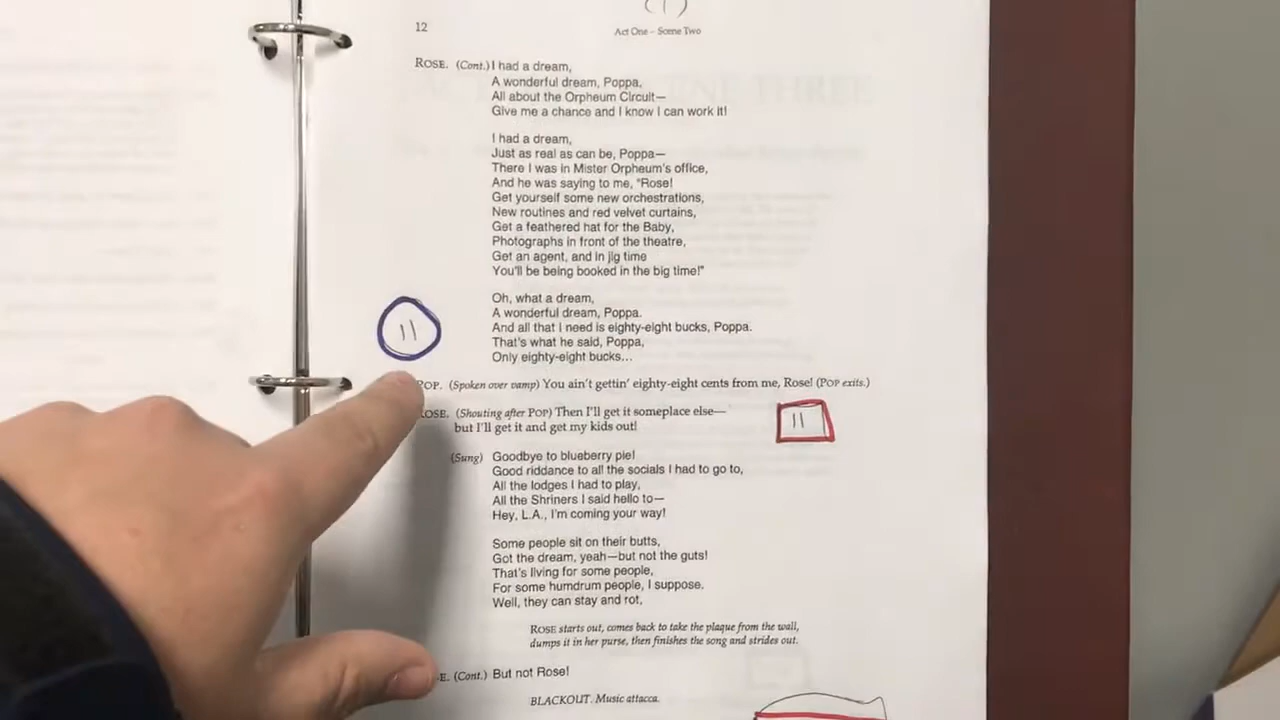 (1)
12
Act One – Scene Two
ROSE. (Cont.) I had a dream,
A wonderful dream, Poppa,
All about the Orpheum Circuit—
Give me a chance and I know I can work it!
I had a dream,
Just as real as can be, Poppa—
There I was in Mister Orpheum's office,
And he was saying to me, "Rose!
Get yourself some new orchestrations,
New routines and red velvet curtains,
Get a feathered hat for the Baby,
Photographs in front of the theatre,
Get an agent, and in jig time
You'll be being booked in the big time!"
Oh, what a dream,
A wonderful dream, Poppa.
And all that I need is eighty-eight bucks, Poppa.
11
That's what he said, Poppa,
Only eighty-eight bucks...
POP. (Spoken over vamp) You ain't gettin' eighty-eight cents from me, Rose! (POP exits.)
OSE. (Shouting after POP) Then I'll get it someplace else—
11
but I'll get it and get my kids out!
(Sung) Goodbye to blueberry pie!
Good riddance to all the socials I had to go to,
All the lodges I had to play,
All the Shriners I said hello to—
Hey, L.A., I'm coming your way!
Some people sit on their butts,
Got the dream, yeah—but not the guts!
That's living for some people,
For some humdrum people, I suppose.
Well, they can stay and rot,
ROSE starts out, comes back to take the plaque from the wall,
dumps it in her purse, then finishes the song and strides out.
E. (Cont.) But not Rose!
BLACKOUT. Music attacca.